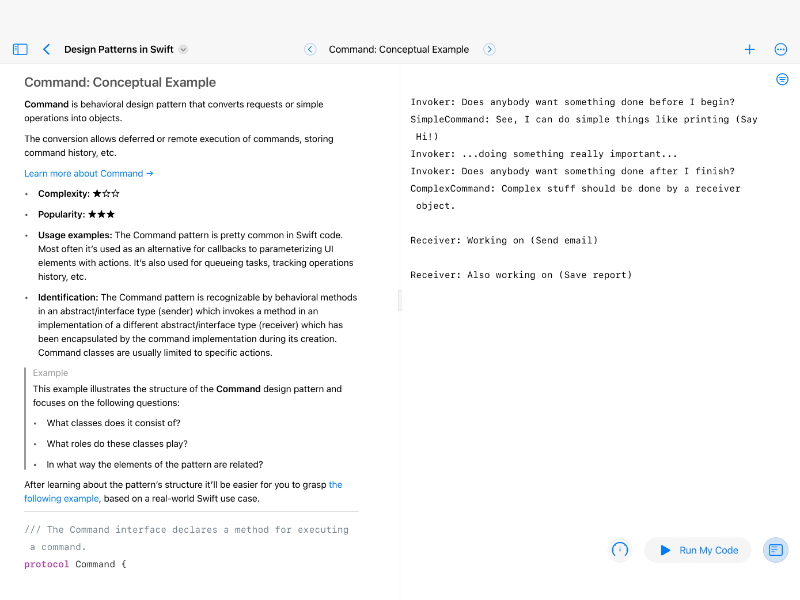 Design Patterns in Swift
Command: Conceptual Example
Command: Conceptual Example
Command is behavioral design pattern that converts requests or simple
operations into objects.
The conversion allows deferred or remote execution of commands, storing
command history, etc.
Learn more about Command →
• Complexity: ★☆☆
• Popularity: ★★★
• Usage examples: The Command pattern is pretty common in Swift code.
Most often it's used as an alternative for callbacks to parameterizing UI
elements with actions. It's also used for queueing tasks, tracking operations
history, etc.
• Identification: The Command pattern is recognizable by behavioral methods
in an abstract/interface type (sender) which invokes a method in an
implementation of a different abstract/interface type (receiver) which has
been encapsulated by the command implementation during its creation.
Command classes are usually limited to specific actions.
Example
This example illustrates the structure of the Command design pattern and
focuses on the following questions:
• What classes does it consist of?
• What roles do these classes play?
• In what way the elements of the pattern are related?
After learning about the pattern's structure it'll be easier for you to grasp the
following example, based on a real-world Swift use case.
/// The Command interface declares a method for executing
a command.
protocol Command {
Invoker: Does anybody want something done before I begin?
SimpleCommand: See, I can do simple things like printing (Say
Hi!)
Invoker: ...doing something really important...
Invoker: Does anybody want something done after I finish?
ComplexCommand: Complex stuff should be done by a receiver
object.
Receiver: Working on (Send email)
Receiver: Also working on (Save report)
Run My Code